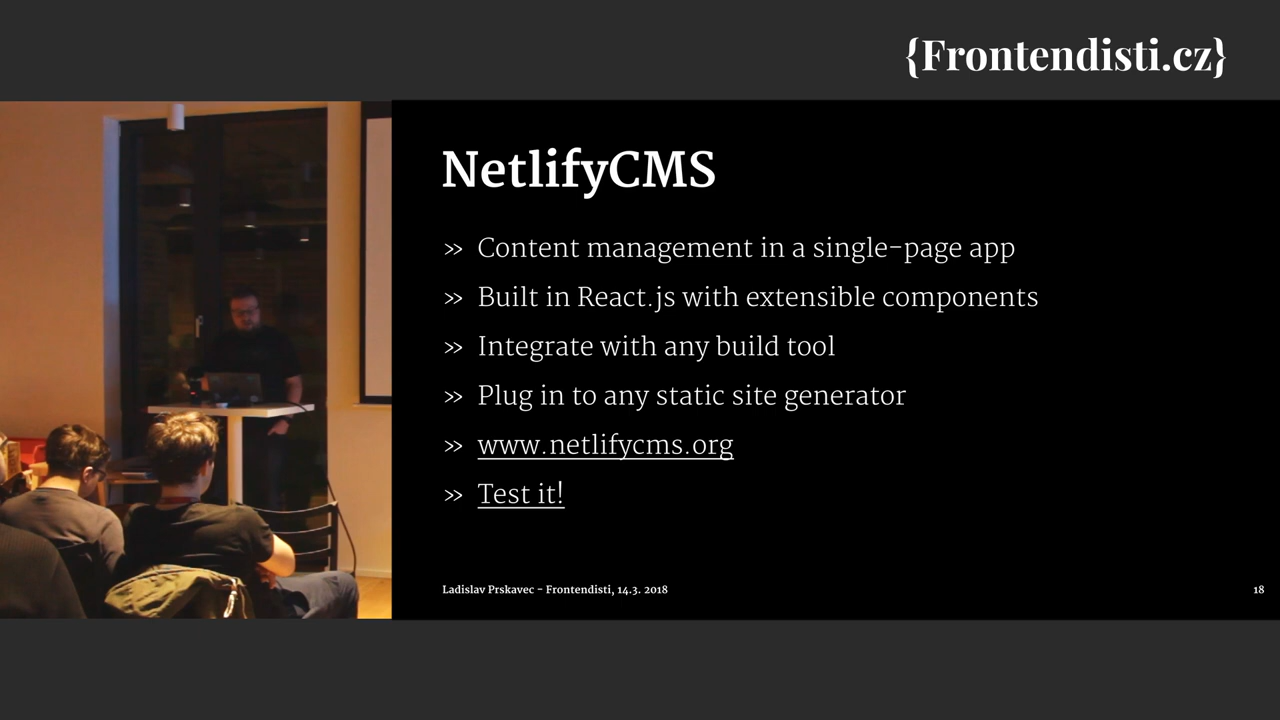 {Frontendisti.cz}
NetlifyCMS
» Content management in a single-page app
» Built in React.js with extensible components
» Integrate with any build tool
» Plug in to any static site generator
» www.netlifycms.org
» Test it!
Ladislav Prskavec - Frontendisti, 14.3. 2018
18